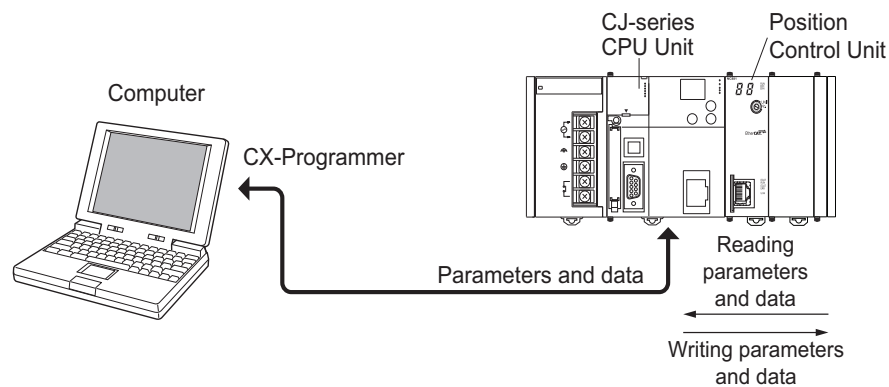 CJ-series
CPU Unit
Position
Control Unit
Computer
CX-Programmer
Parameters and data
Reading
parameters
and data
Writing parameters
and data